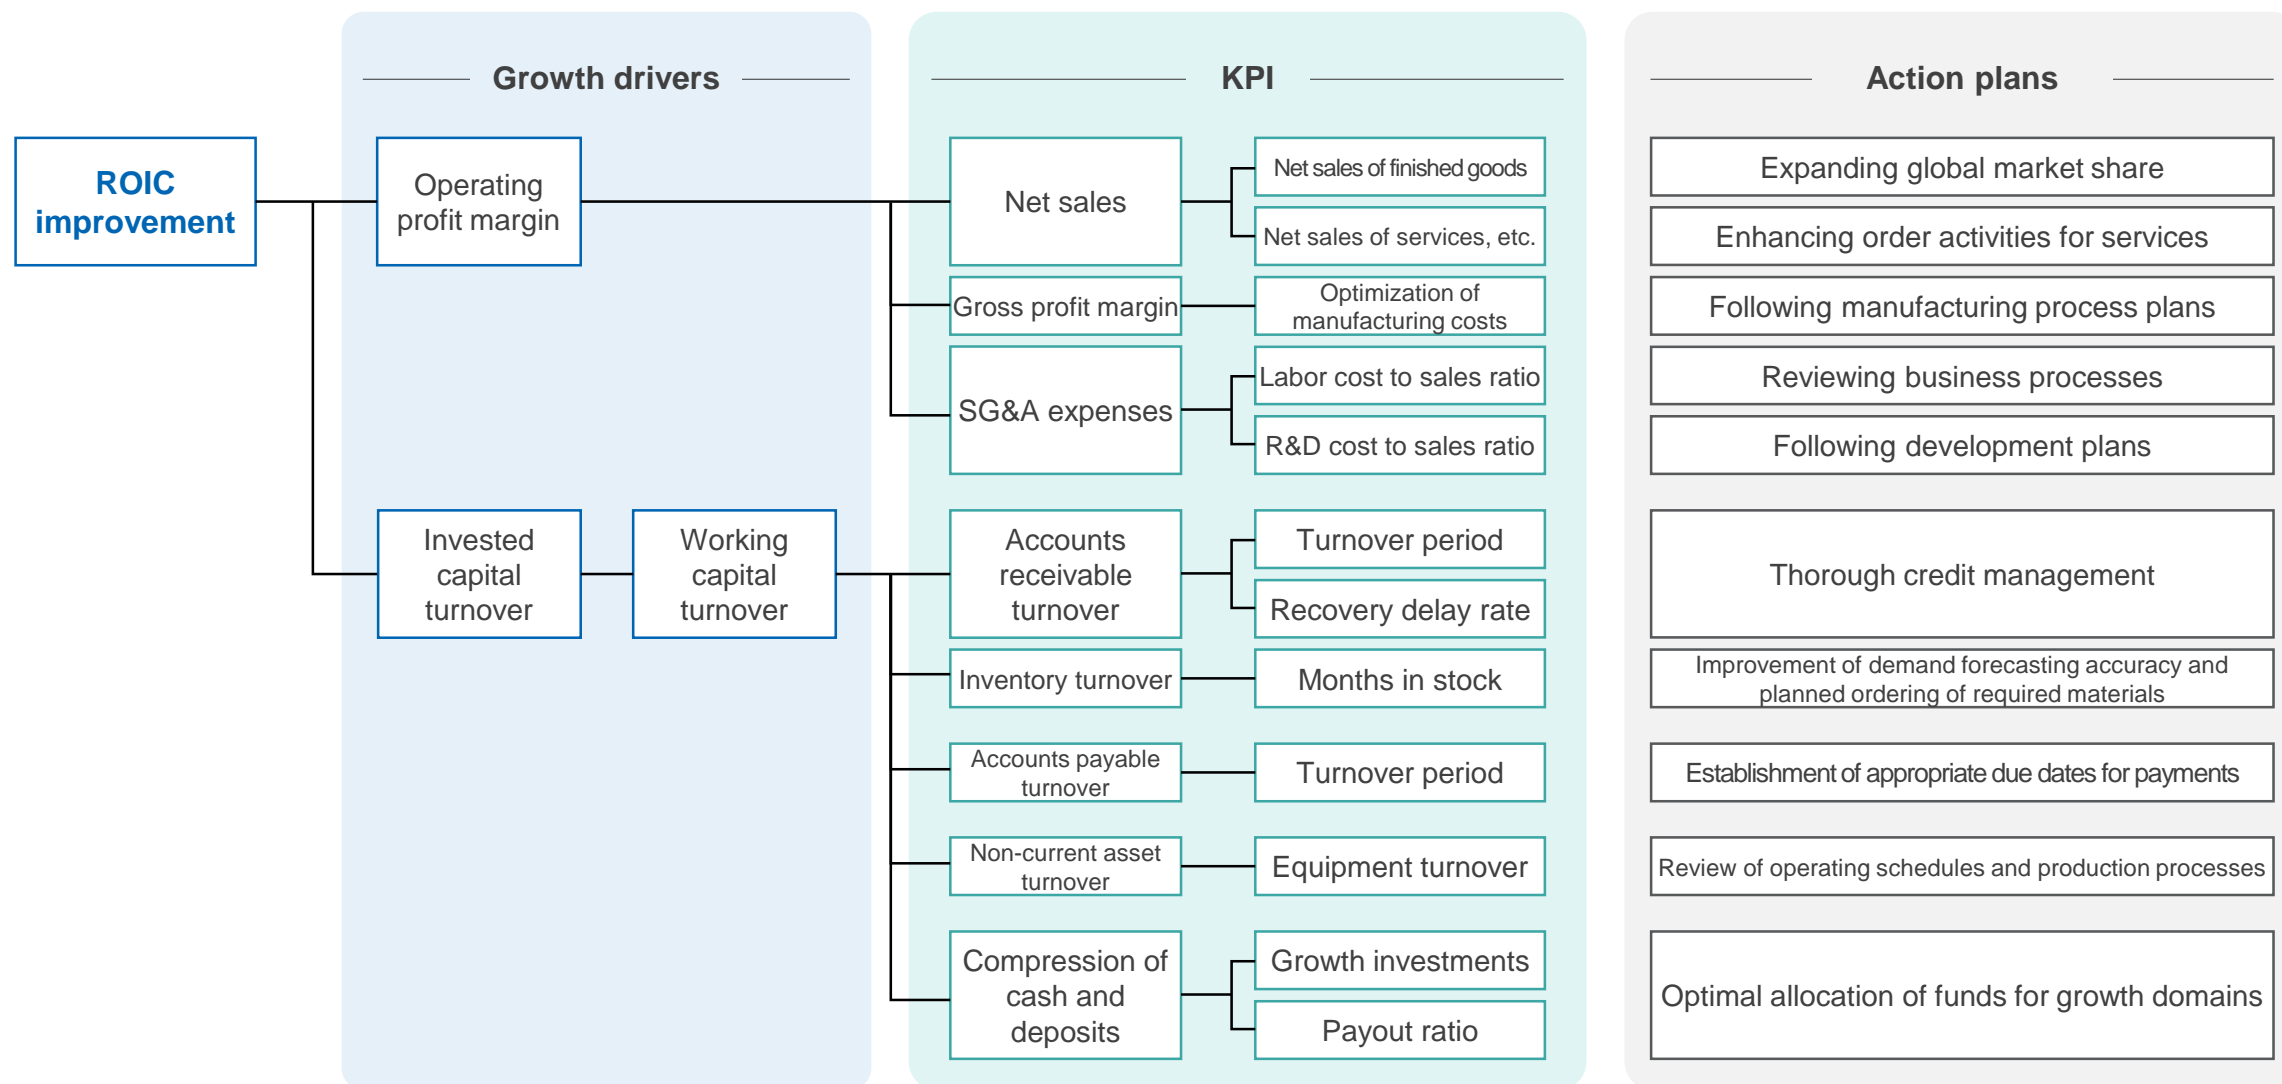 Growth drivers
KPI
Action plans
ROIC
improvement
Operating
profit margin
Net sales
Net sales of finished goods
Expanding global market share
Net sales of services, etc.
Enhancing order activities for services
Gross profit margin
Optimization of
manufacturing costs
Following manufacturing process plans
SG&A expenses
Labor cost to sales ratio
Reviewing business processes
R&D cost to sales ratio
Following development plans
Invested
capital
turnover
Working
capital
turnover
Accounts
receivable
turnover
Turnover period
Recovery delay rate
Thorough credit management
Inventory turnover
Months in stock
Improvement of demand forecasting accuracy and
planned ordering of required materials
Accounts payable
turnover
Turnover period
Establishment of appropriate due dates for payments
Non-current asset
turnover
Equipment turnover
Review of operating schedules and production processes
Compression of
cash and
deposits
Growth investments
Payout ratio
Optimal allocation of funds for growth domains